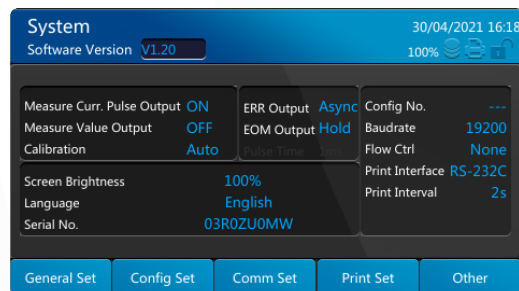 System
30/04/2021 16:18
Software Version V1.20
100%
Measure Curr. Pulse Output ON
Measure Value Output OFF
Calibration Auto
ERR Output Async
EOM Output Hold
Pulse Time 1ms
Config No. ---
Baudrate 19200
Flow Ctrl None
Print Interface RS-232C
Print Interval 2s
Screen Brightness 100%
Language English
Serial No. 03R0ZU0MW
General Set
Config Set
Comm Set
Print Set
Other